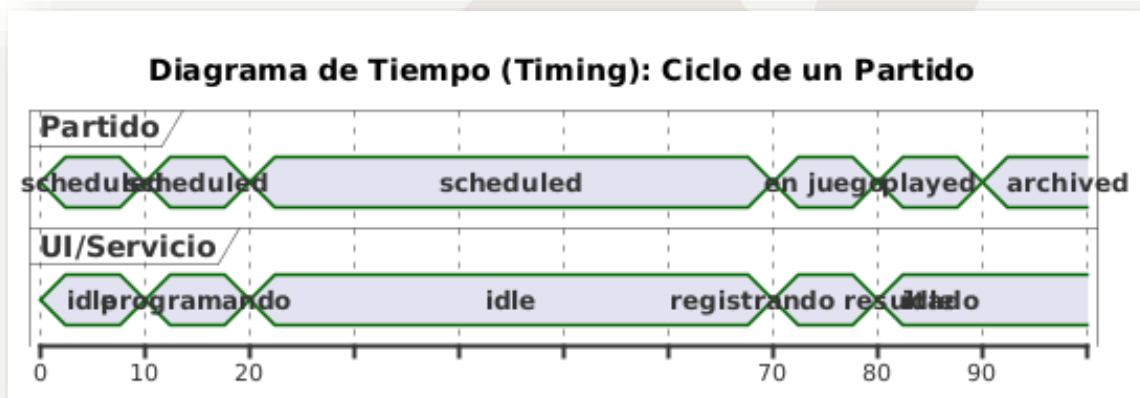 Diagrama de Tiempo (Timing): Ciclo de un Partido
Partido
scheduled scheduled scheduled en juego played archived
UI/Servicio
idle programando idle registrando resultado idle
0 10 20 70 80 90